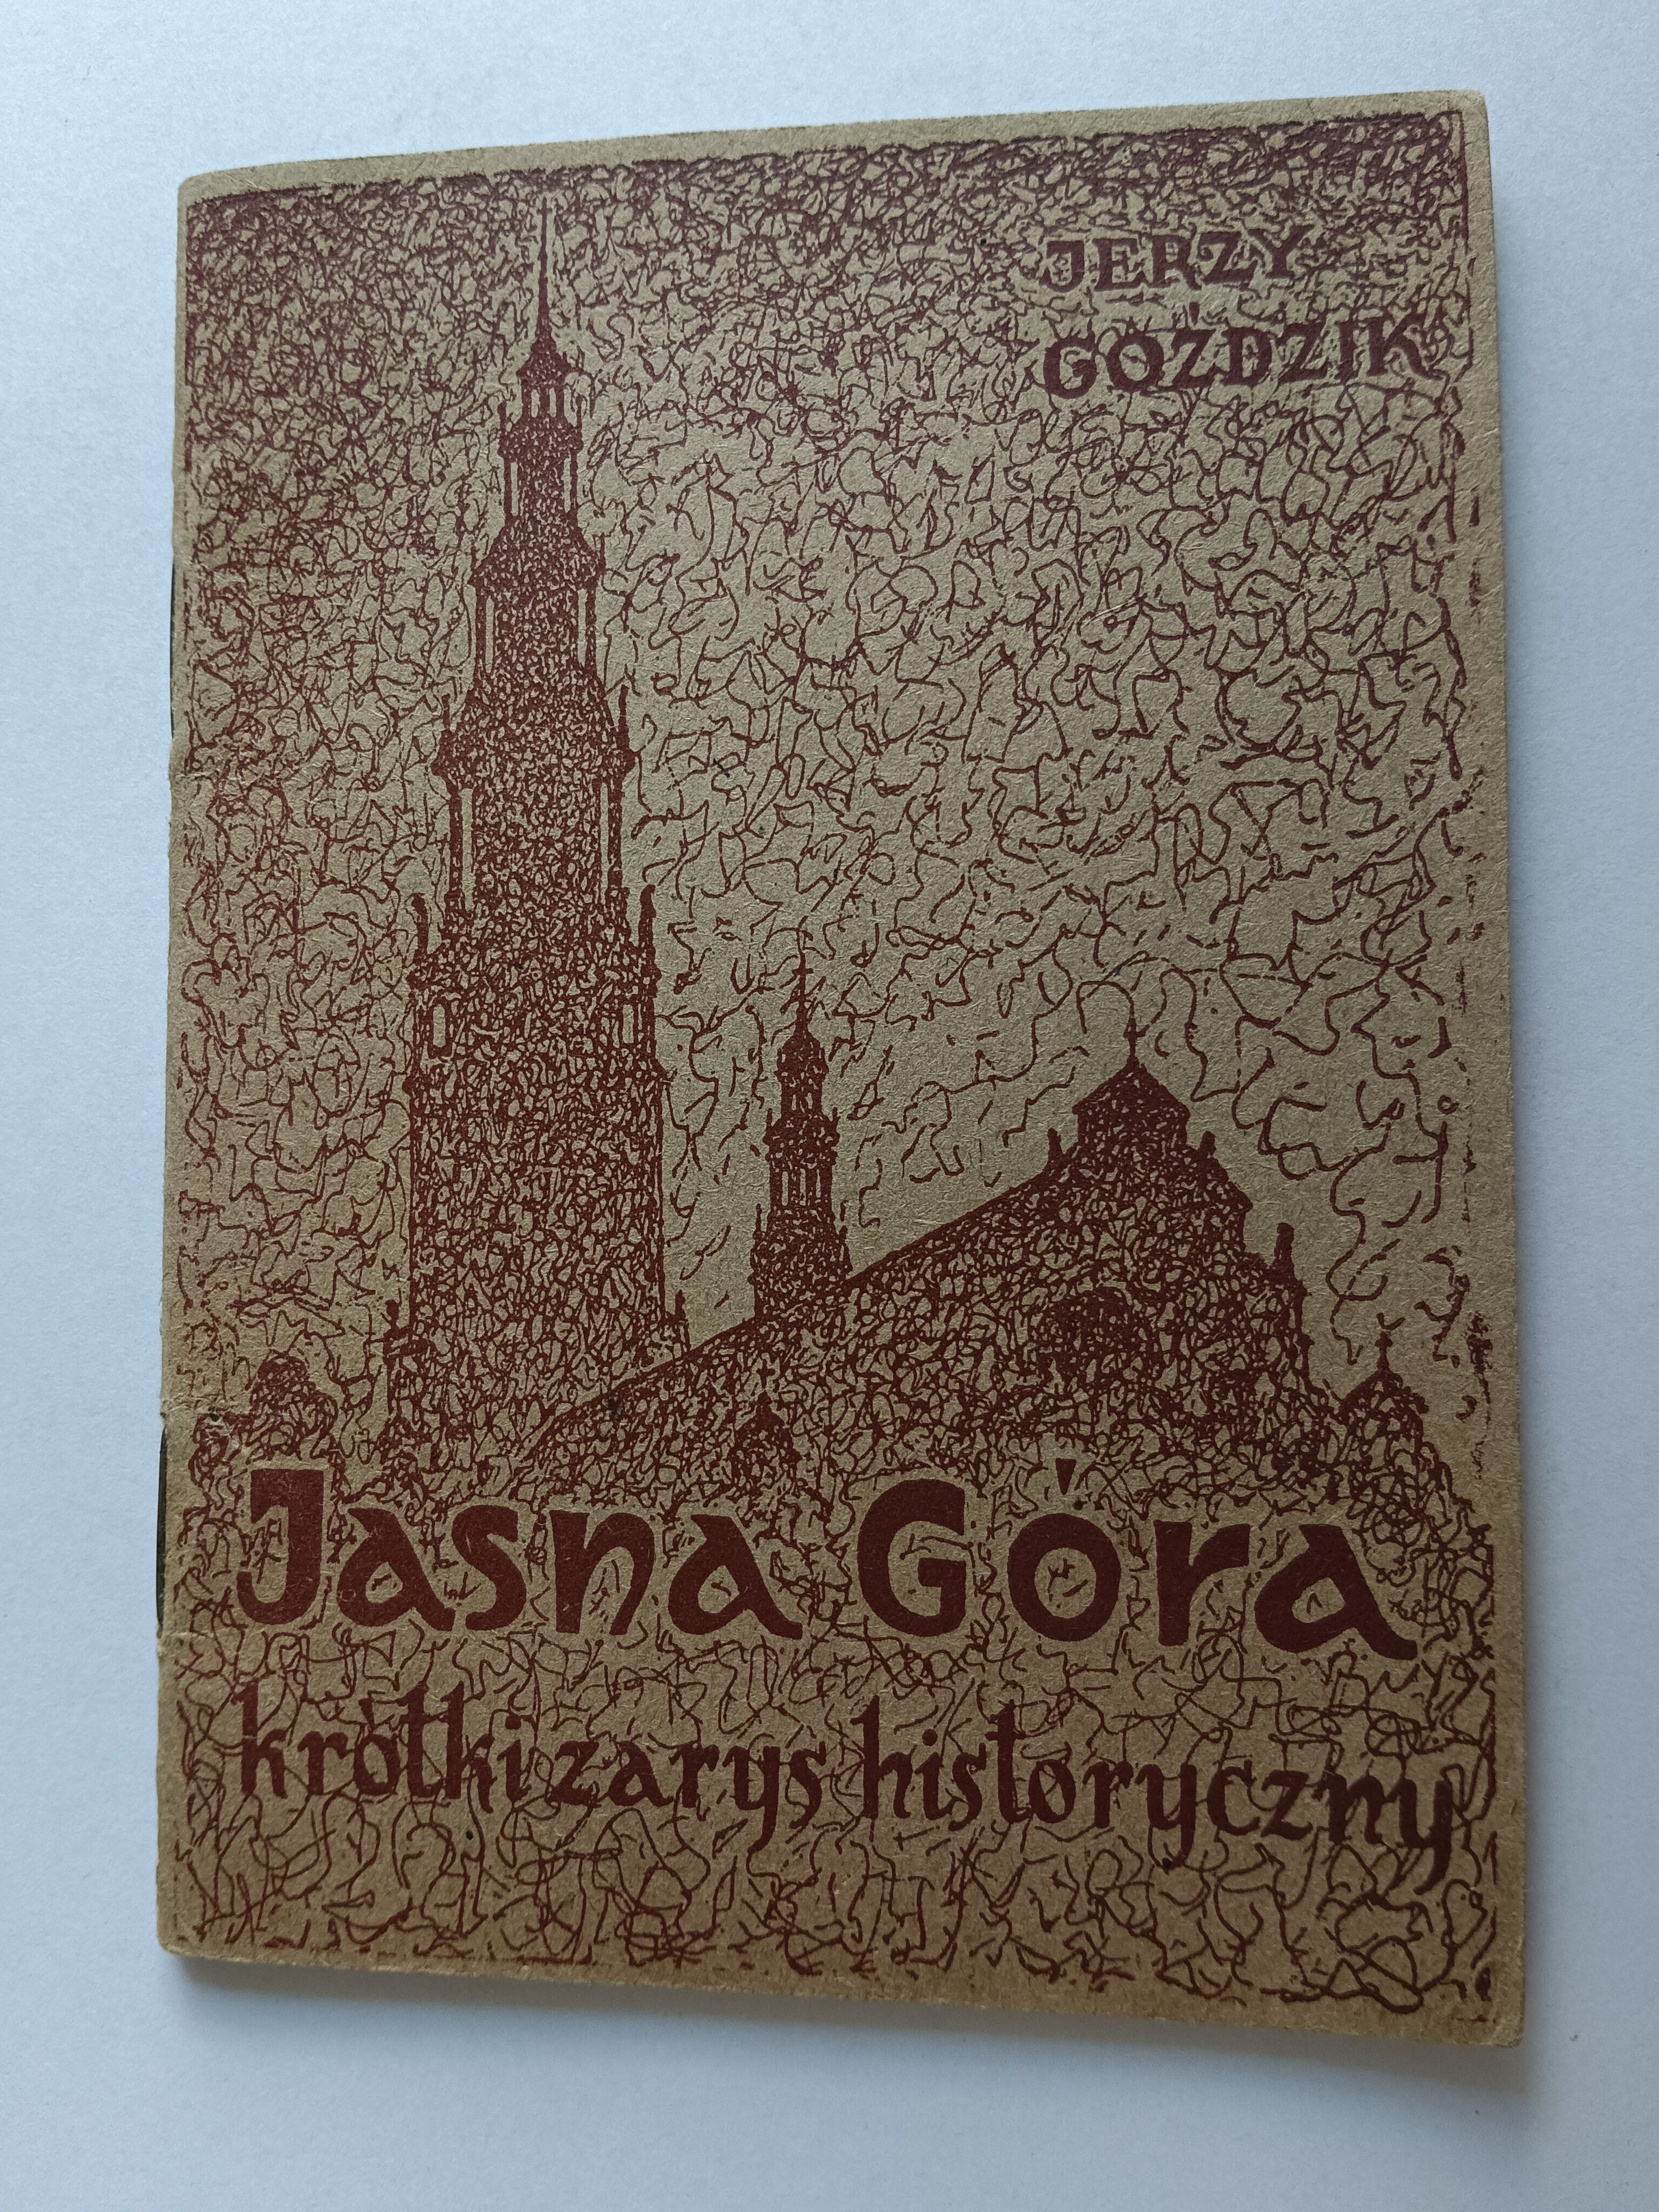 JERZY
GOŹDZIK
Jasna Góra
krótki zarys historyczny